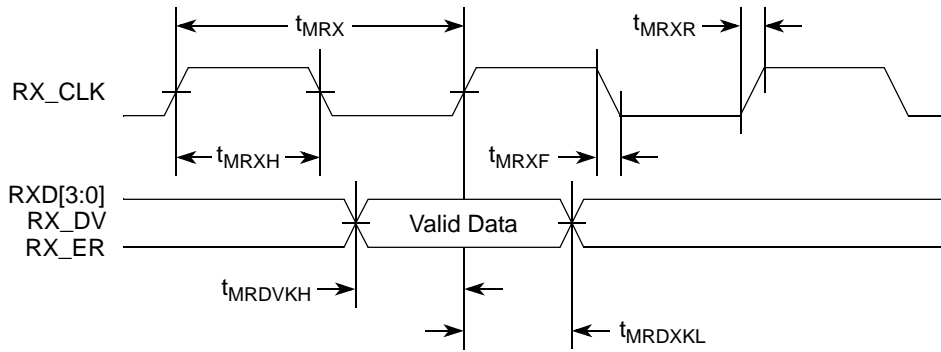 tMRX
tMRXR
RX_CLK
tMRXH
tMRXF
RXD[3:0]
RX_DV
Valid Data
RX_ER
tMRDVKH
tMRDXKL